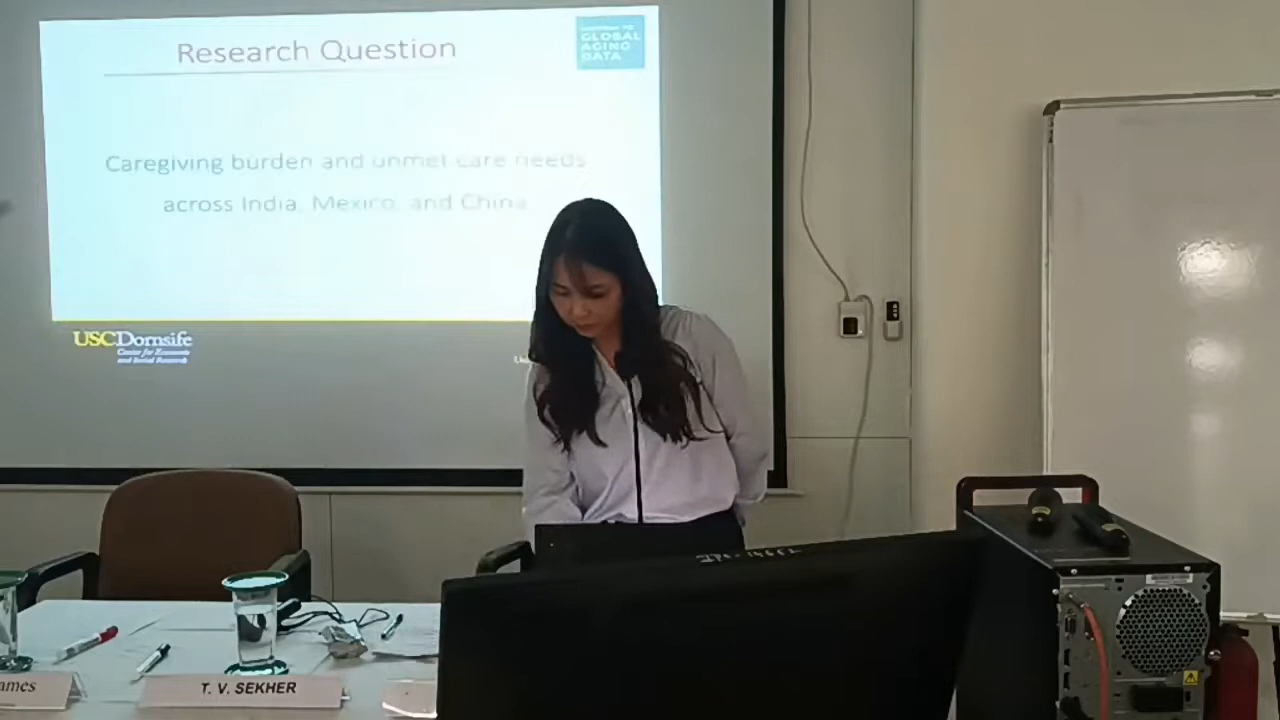 Research Question
GLOBAL
AGING
DATA
Caregiving burden and unmet care needs
across India, Mexico, and China
USCDornsife
Center for Economic
and Social Research
ames
T. V. SEKHER